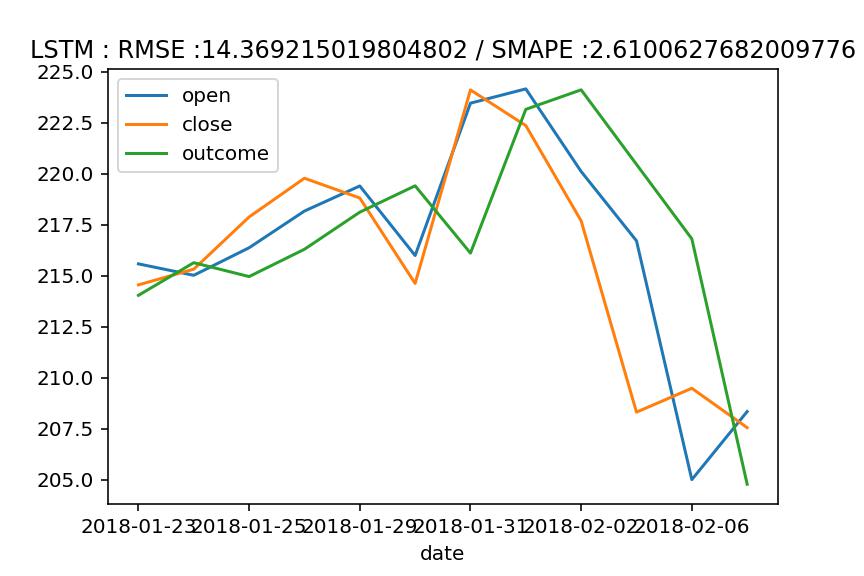 LSTM : RMSE :14.369215019804802 / SMAPE :2.6100627682009776
225.0
222.5
220.0
217.5
215.0
212.5
210.0
207.5
205.0
open
close
outcome
2018-01-23 2018-01-25 2018-01-29 2018-01-31 2018-02-02 2018-02-06
date